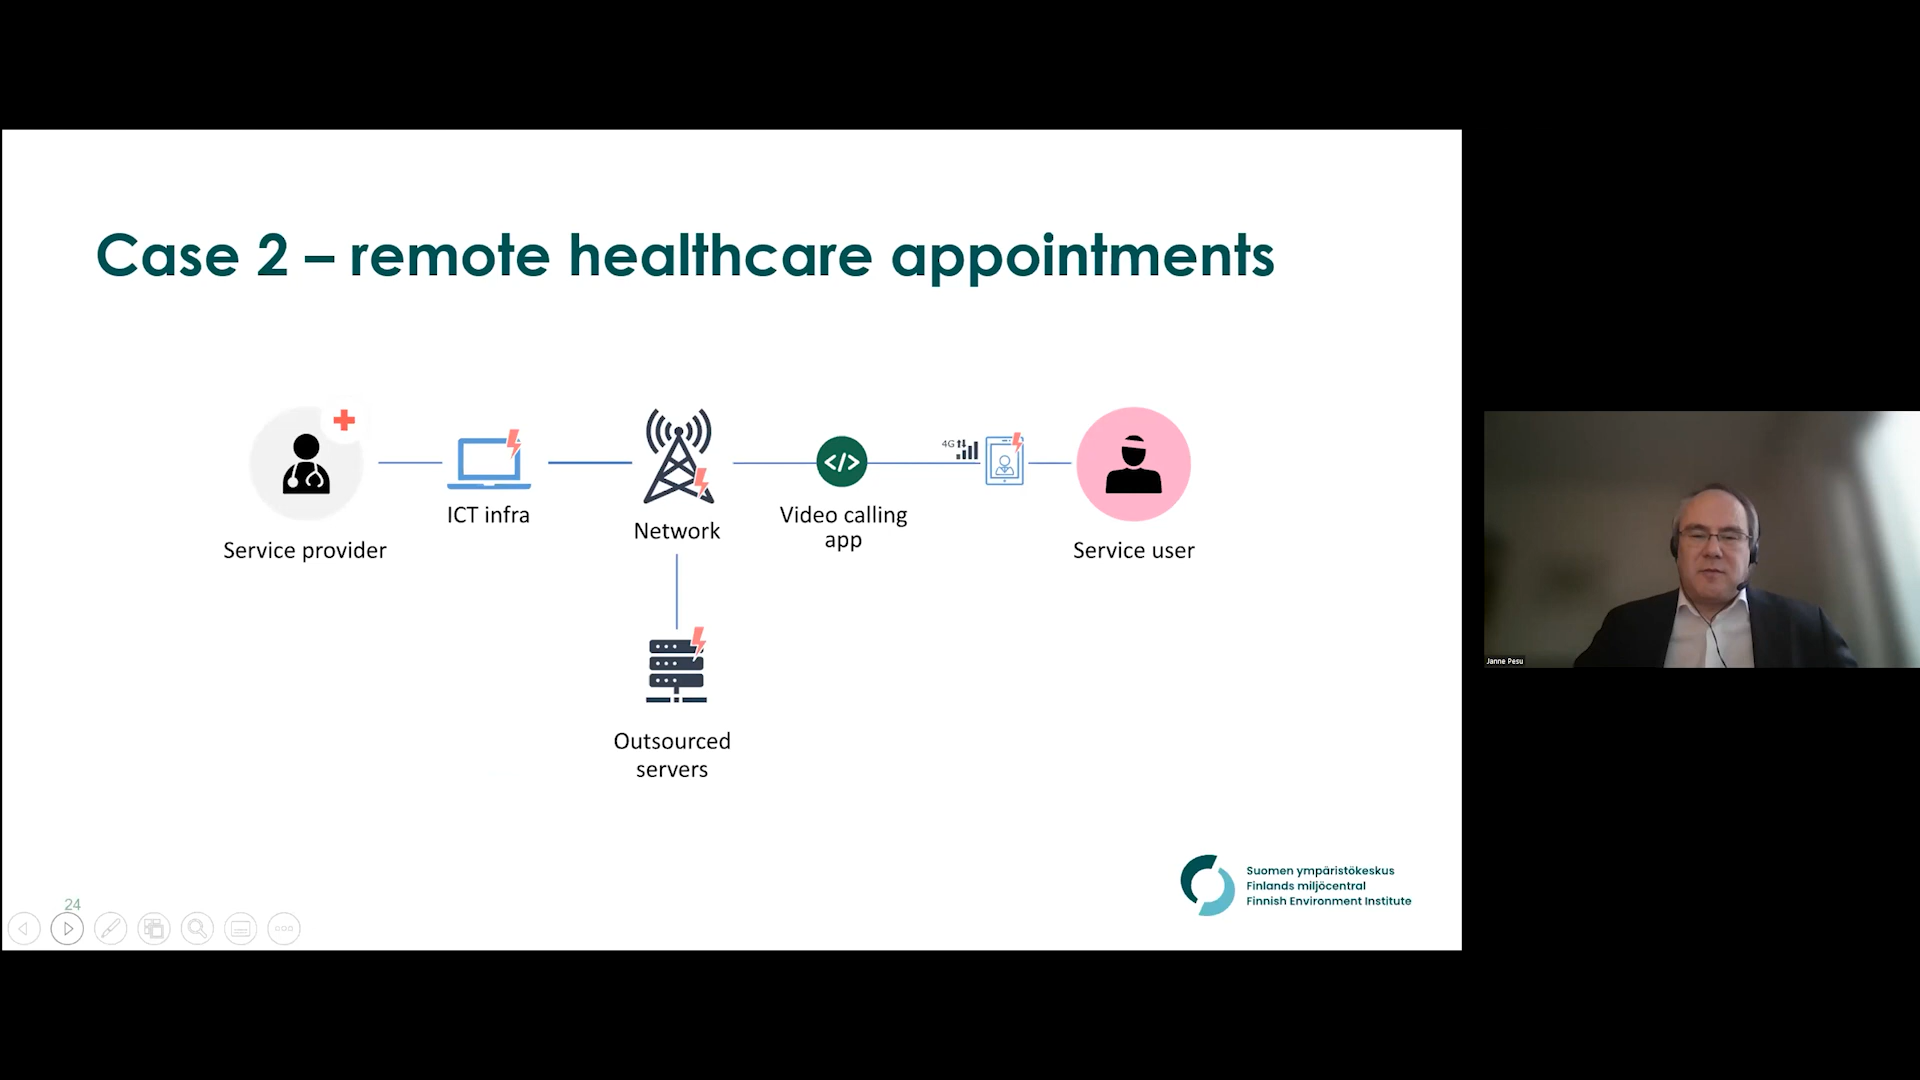 Case 2 – remote healthcare appointments
4G
ICT infra
Network
Video calling
app
Service provider
Service user
Outsourced
servers
Suomen ympäristökeskus
Finlands miljöcentral
Finnish Environment Institute
24
Janne Pesu